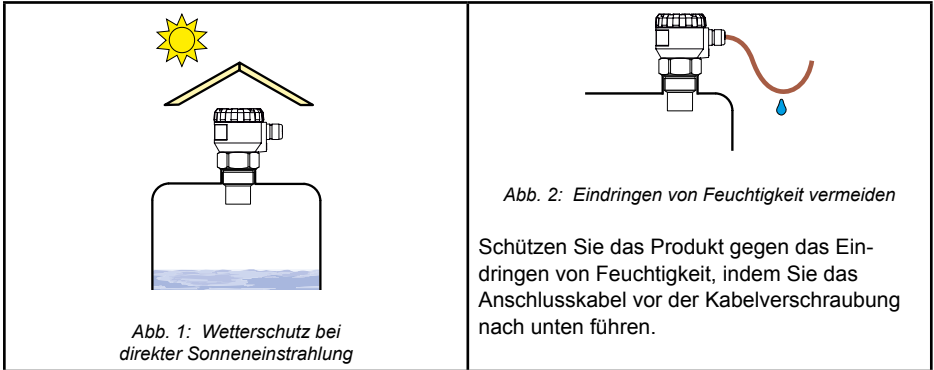 Abb. 1: Wetterschutz bei
direkter Sonneneinstrahlung
Abb. 2: Eindringen von Feuchtigkeit vermeiden
Schützen Sie das Produkt gegen das Ein-
dringen von Feuchtigkeit, indem Sie das
Anschlusskabel vor der Kabelverschraubung
nach unten führen.